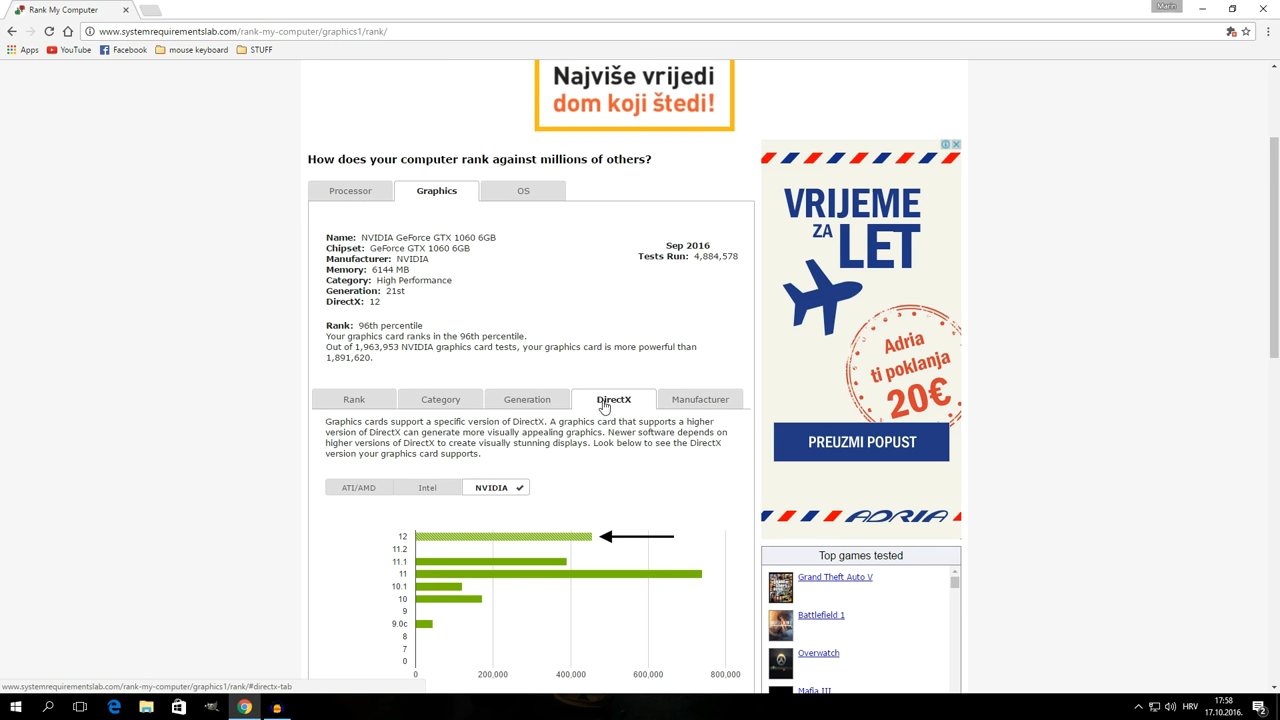 Rank My Computer
Marin
www.systemrequirementslab.com/rank-my-computer/graphics1/rank/
Apps
YouTube
Facebook
mouse keyboard
STUFF
Najviše vrijedi
dom koji štedi!
How does your computer rank against millions of others?
Processor
Graphics
OS
Name: NVIDIA GeForce GTX 1060 6GB
Chipset: GeForce GTX 1060 6GB
Manufacturer: NVIDIA
Memory: 6144 MB
Category: High Performance
Generation: 21st
DirectX: 12
Sep 2016
Tests Run: 4,884,578
Rank: 96th percentile
Your graphics card ranks in the 96th percentile.
Out of 1,963,953 NVIDIA graphics card tests, your graphics card is more powerful than
1,891,620.
Rank
Category
Generation
DirectX
Manufacturer
Graphics cards support a specific version of DirectX. A graphics card that supports a higher
version of DirectX can generate more visually appealing graphics. Newer software depends on
higher versions of DirectX to create visually stunning displays. Look below to see the DirectX
version your graphics card supports.
ATI/AMD
Intel
NVIDIA
12
11.2
11.1
11
10.1
10
9
9.0c
8
7
0
0
200,000
400,000
600,000
800,000
VRIJEME
ZA LET
Adria
ti poklanja
20€
PREUZMI POPUST
ADRIA
Top games tested
Grand Theft Auto V
Battlefield 1
Overwatch
Mafia III
www.systemrequirementslab.com/rank-my-computer/graphics1/rank/#directx-tab
HRV
17:58
17.10.2016.
2